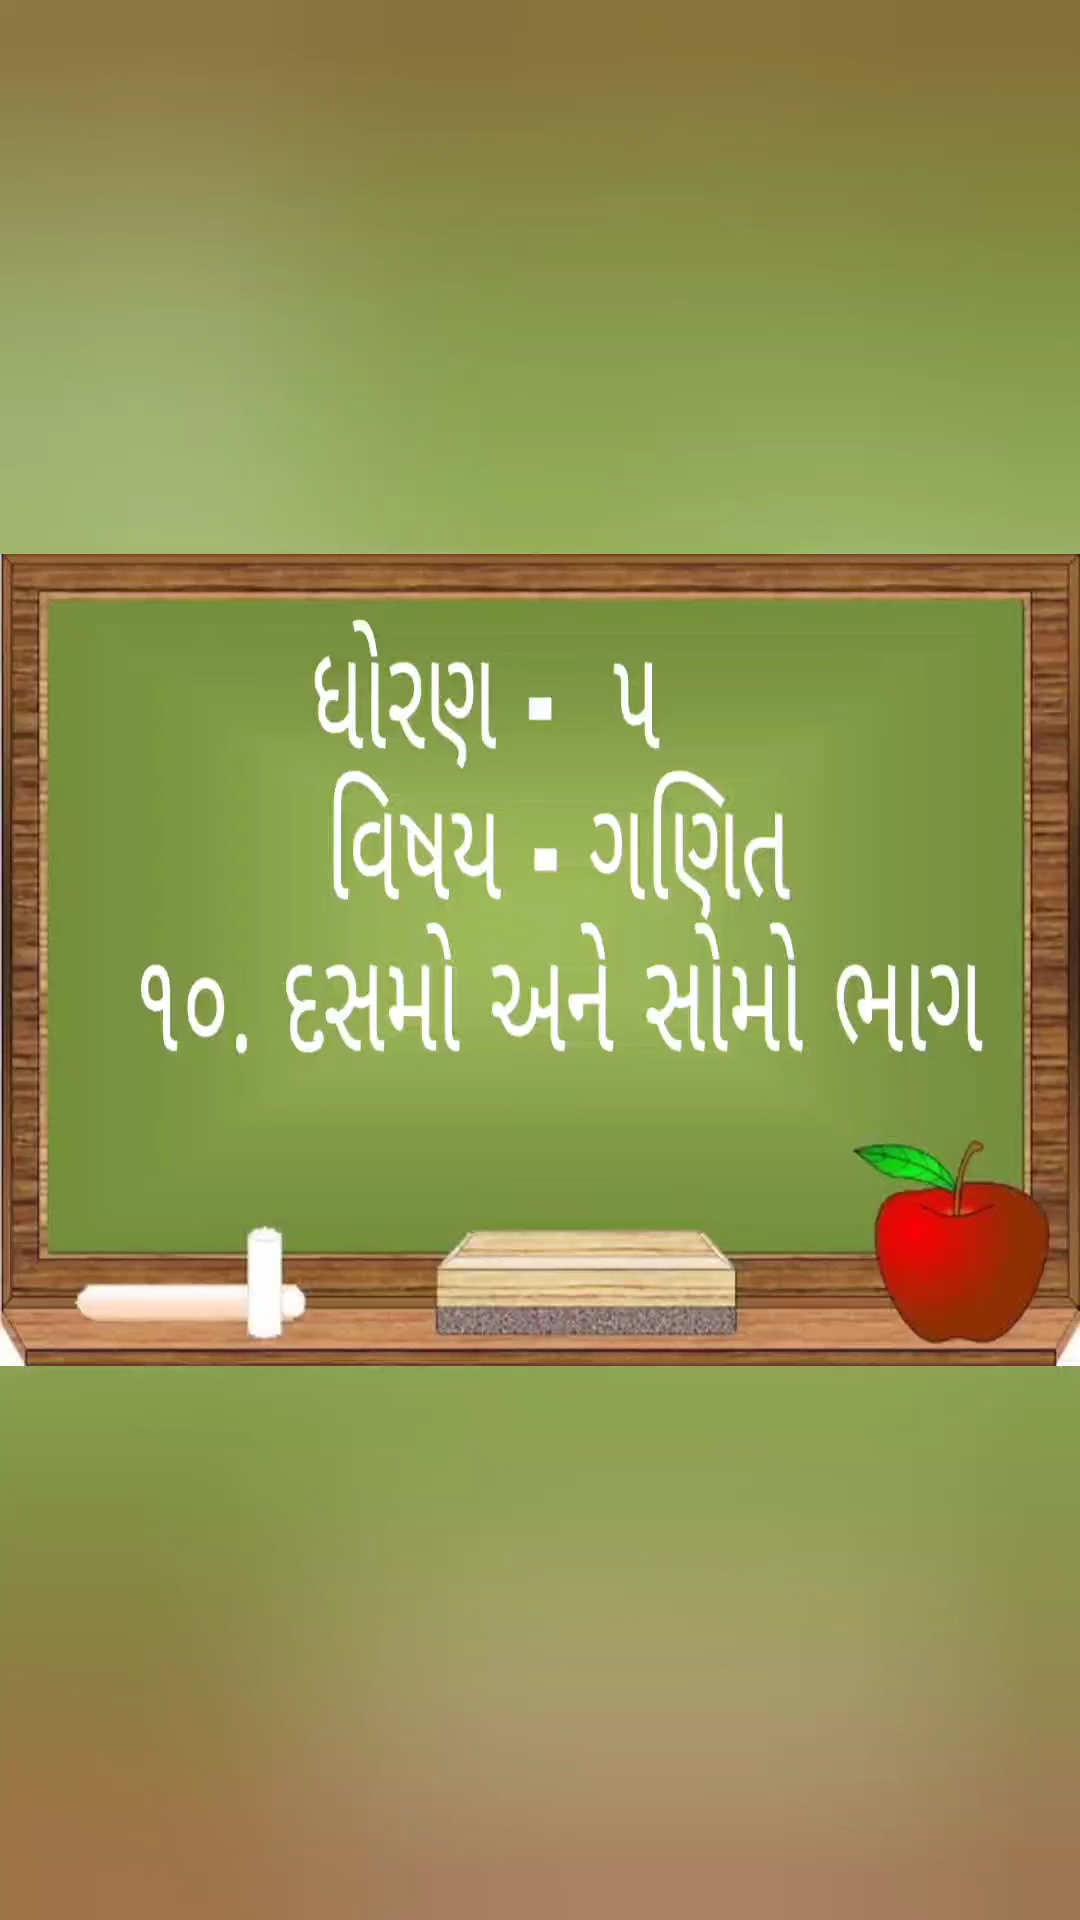 ધોરણ - ૫
વિષય - ગણિત
૧૦. દસમો અને સોમો ભાગ